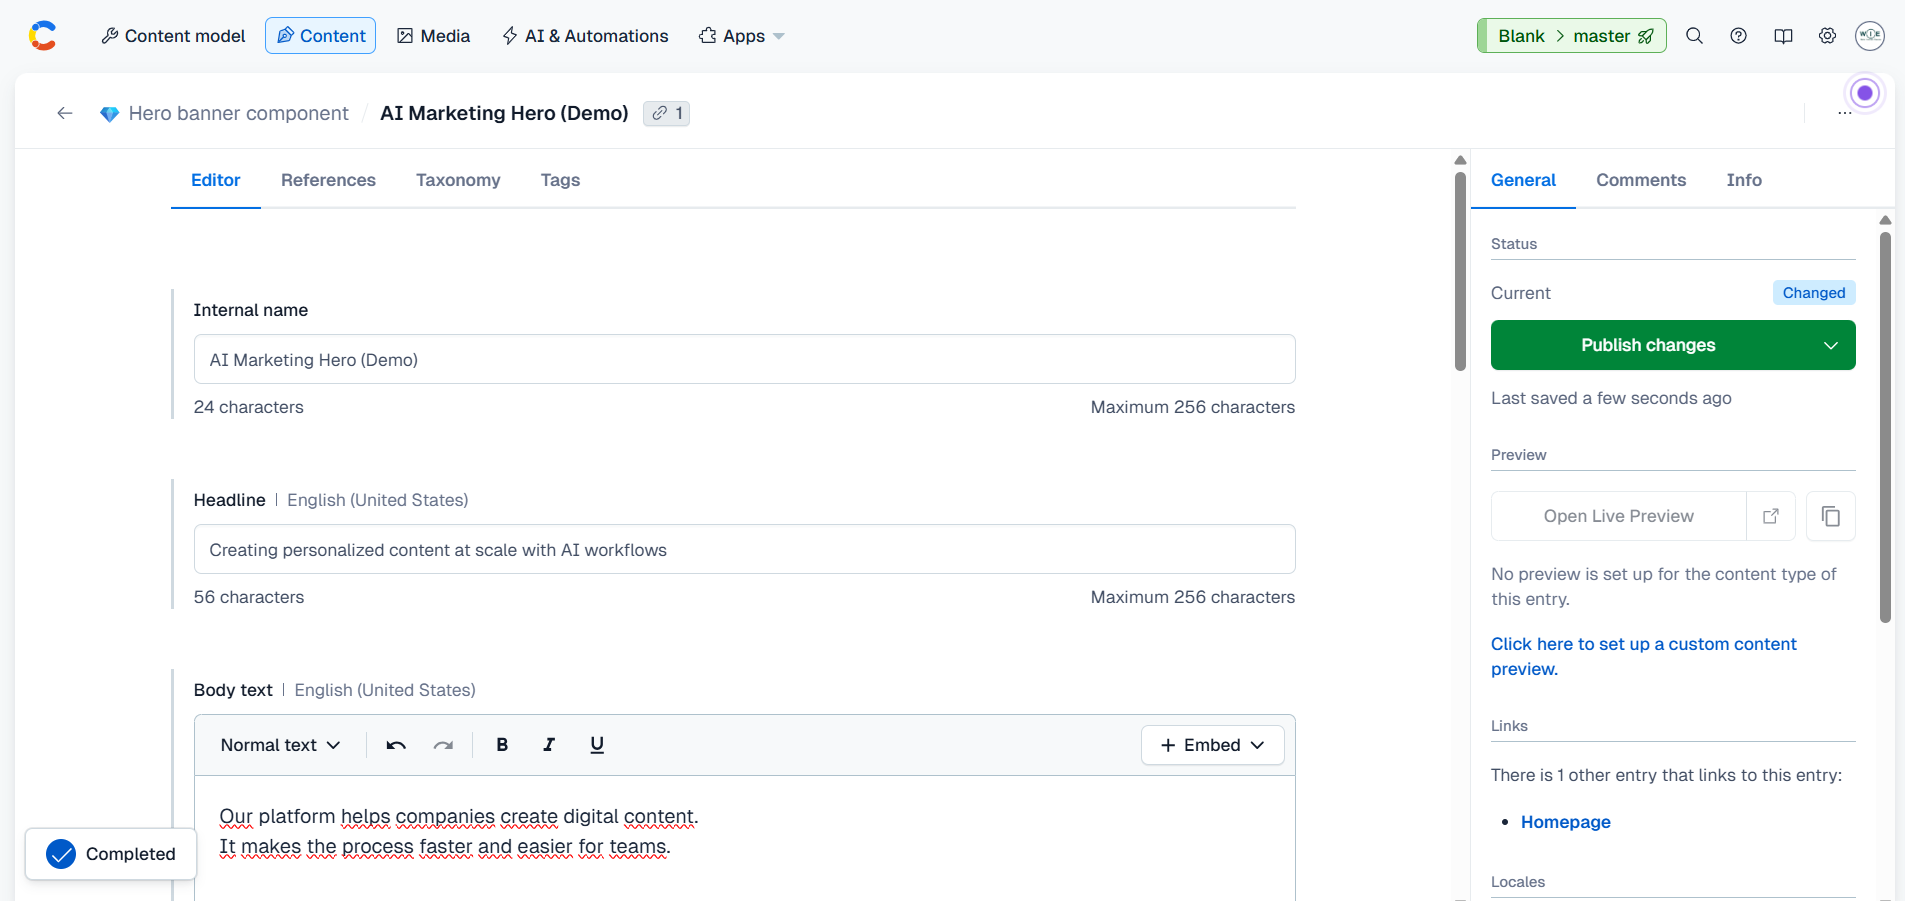 Content model
Content
Media
AI & Automations
Apps
Blank > master
WIE
Hero banner component / AI Marketing Hero (Demo)
1
Editor
References
Taxonomy
Tags
General
Comments
Info
Internal name
AI Marketing Hero (Demo)
24 characters
Maximum 256 characters
Headline | English (United States)
Creating personalized content at scale with AI workflows
56 characters
Maximum 256 characters
Body text | English (United States)
Normal text
B I U
+ Embed
Our platform helps companies create digital content.
It makes the process faster and easier for teams.
Completed
Status
Current
Changed
Publish changes
Last saved a few seconds ago
Preview
Open Live Preview
No preview is set up for the content type of
this entry.
Click here to set up a custom content
preview.
Links
There is 1 other entry that links to this entry:
• Homepage
Locales